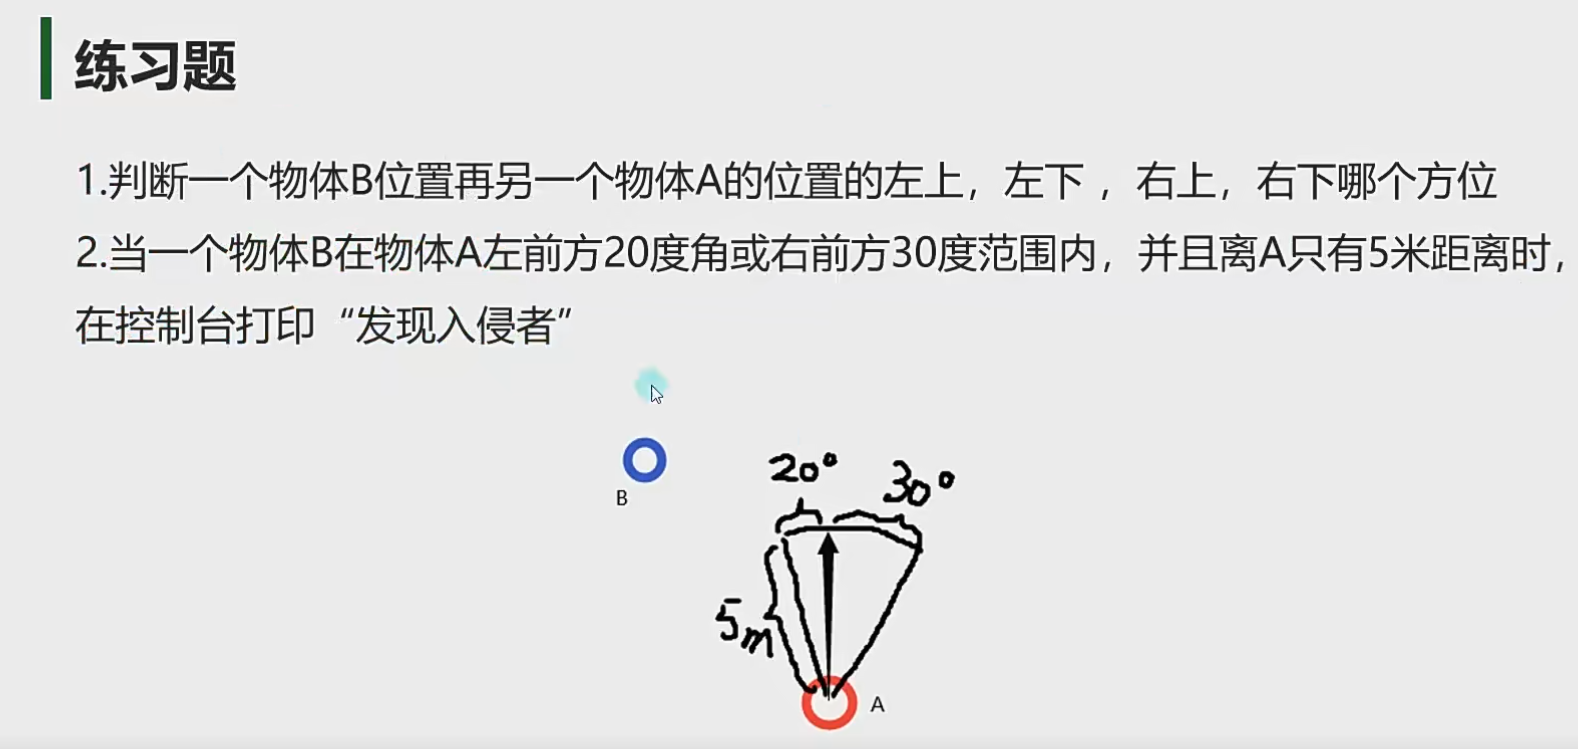 练习题
1.判断一个物体B位置再另一个物体A的位置的左上，左下 ，右上，右下哪个方位
2.当一个物体B在物体A左前方20度角或右前方30度范围内，并且离A只有5米距离时，
在控制台打印“发现入侵者”
20°
30°
B
5m
A